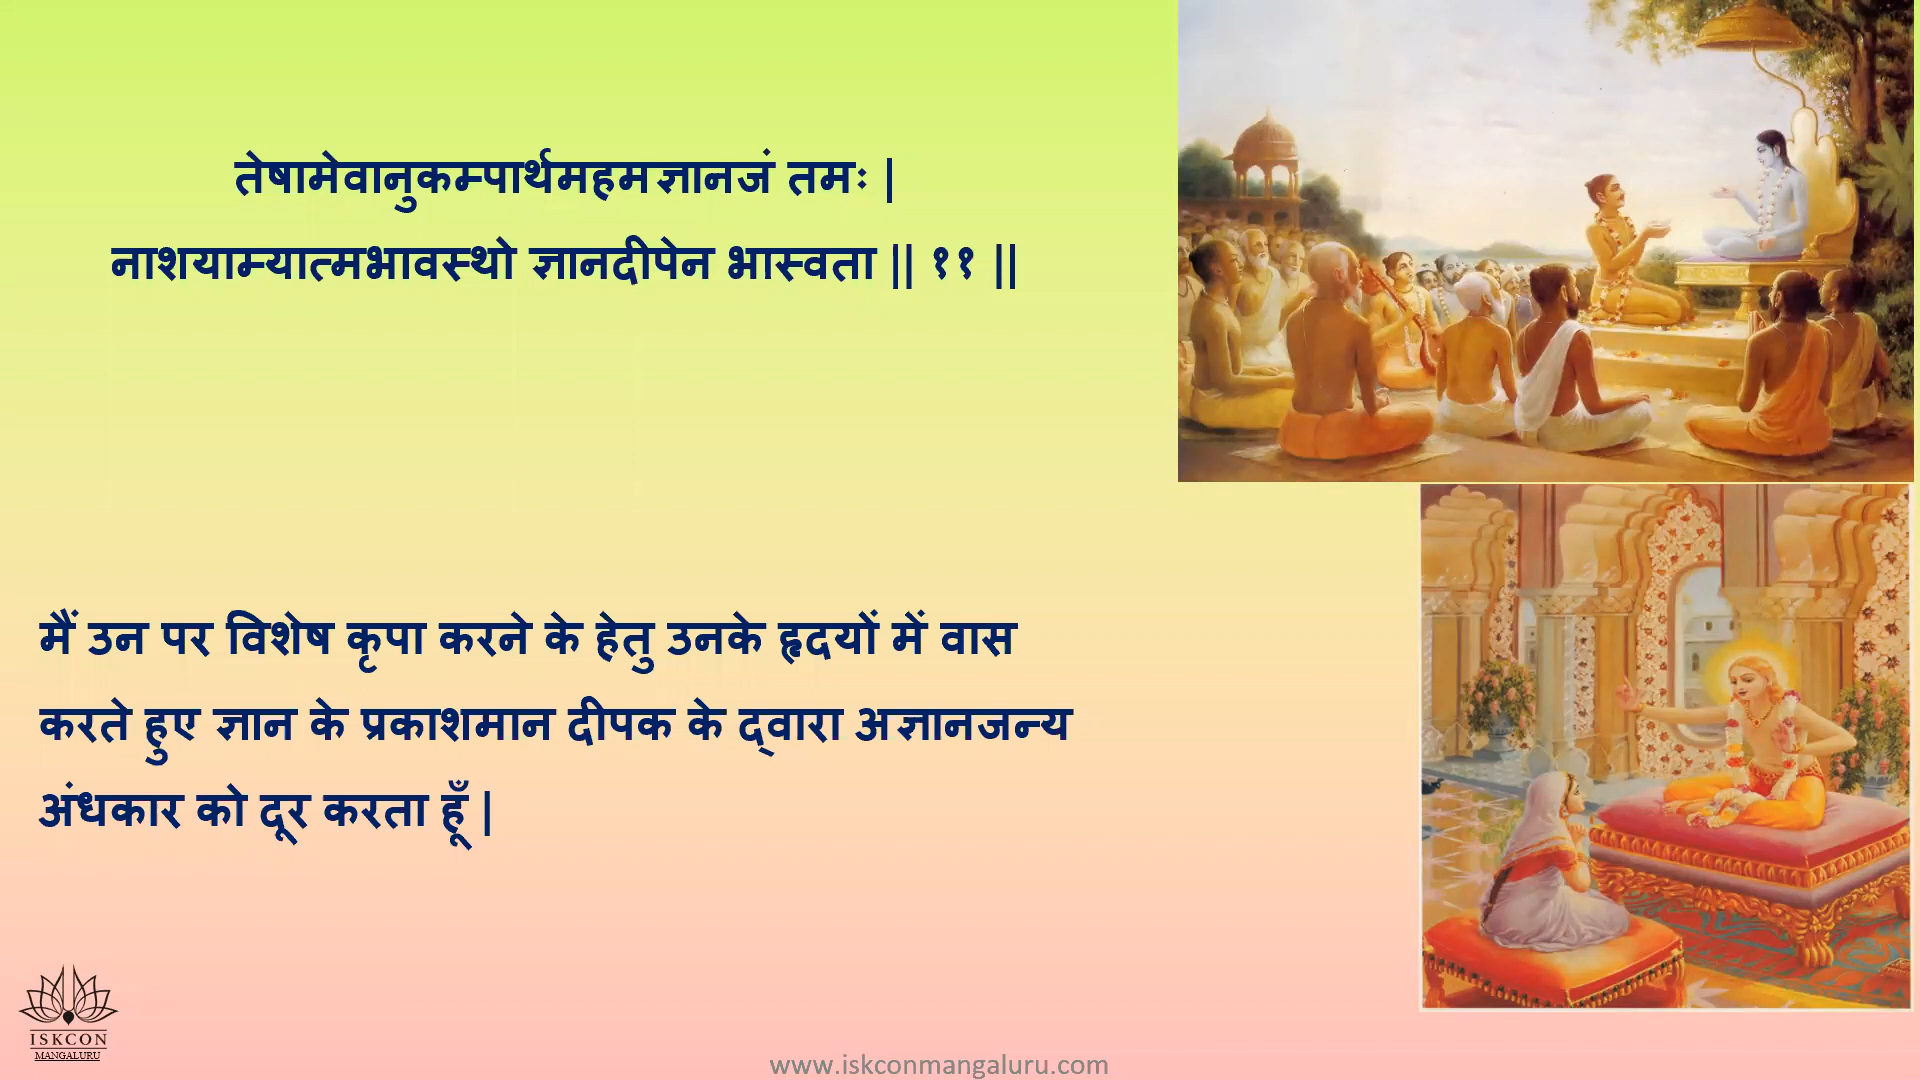 तेषामेवानुकम्पार्थमहमज्ञानजं तमः |
नाशयाम्यात्मभावस्थो ज्ञानदीपेन भास्वता || ११ ||
मैं उन पर विशेष कृपा करने के हेतु उनके हृदयों में वास
करते हुए ज्ञान के प्रकाशमान दीपक के द्वारा अज्ञानजन्य
अंधकार को दूर करता हूँ |
ISKCON
MANGALURU
www.iskconmangaluru.com